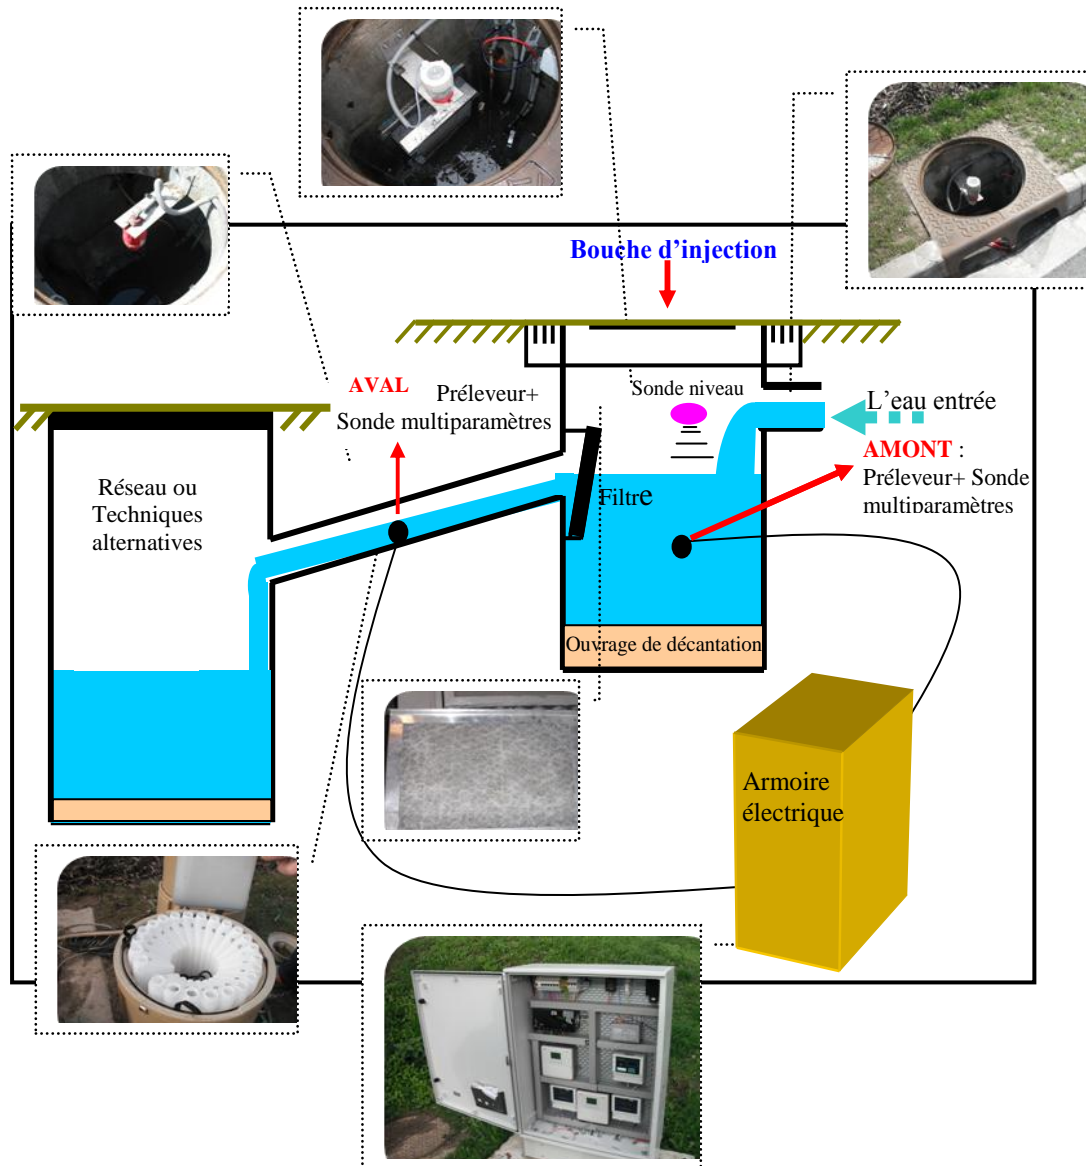 Bouche d’injection
AVAL
Préleveur+
Sonde multiparamètres
Sonde niveau
L’eau entrée
AMONT :
Préleveur+ Sonde
multiparamètres
Réseau ou
Techniques
alternatives
Filtre
Ouvrage de décantation
Armoire
électrique